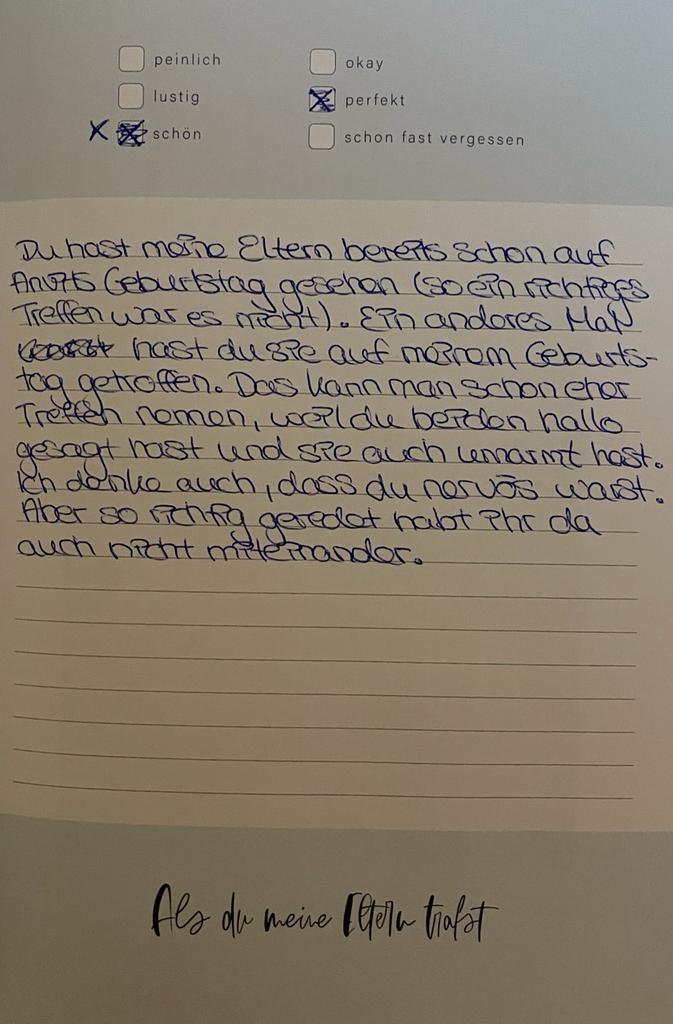 peinlich
okay
lustig
perfekt
X schön
schon fast vergessen
Du hast meine Eltern bereits schon auf
Geburtstag gesehen (so ein richtiges
Treffen war es nicht). Ein anderes Mal
hast du sie auf meinem Geburts-
tag getroffen. Das kann man schon eher
Treffen nennen, weil du beiden hallo
gesagt hast und sie auch umarmt hast.
Ich denke auch, dass du nervös warst.
Aber so richtig geredet habt ihr da
auch nicht miteinander.
Als du meine Eltern trafst